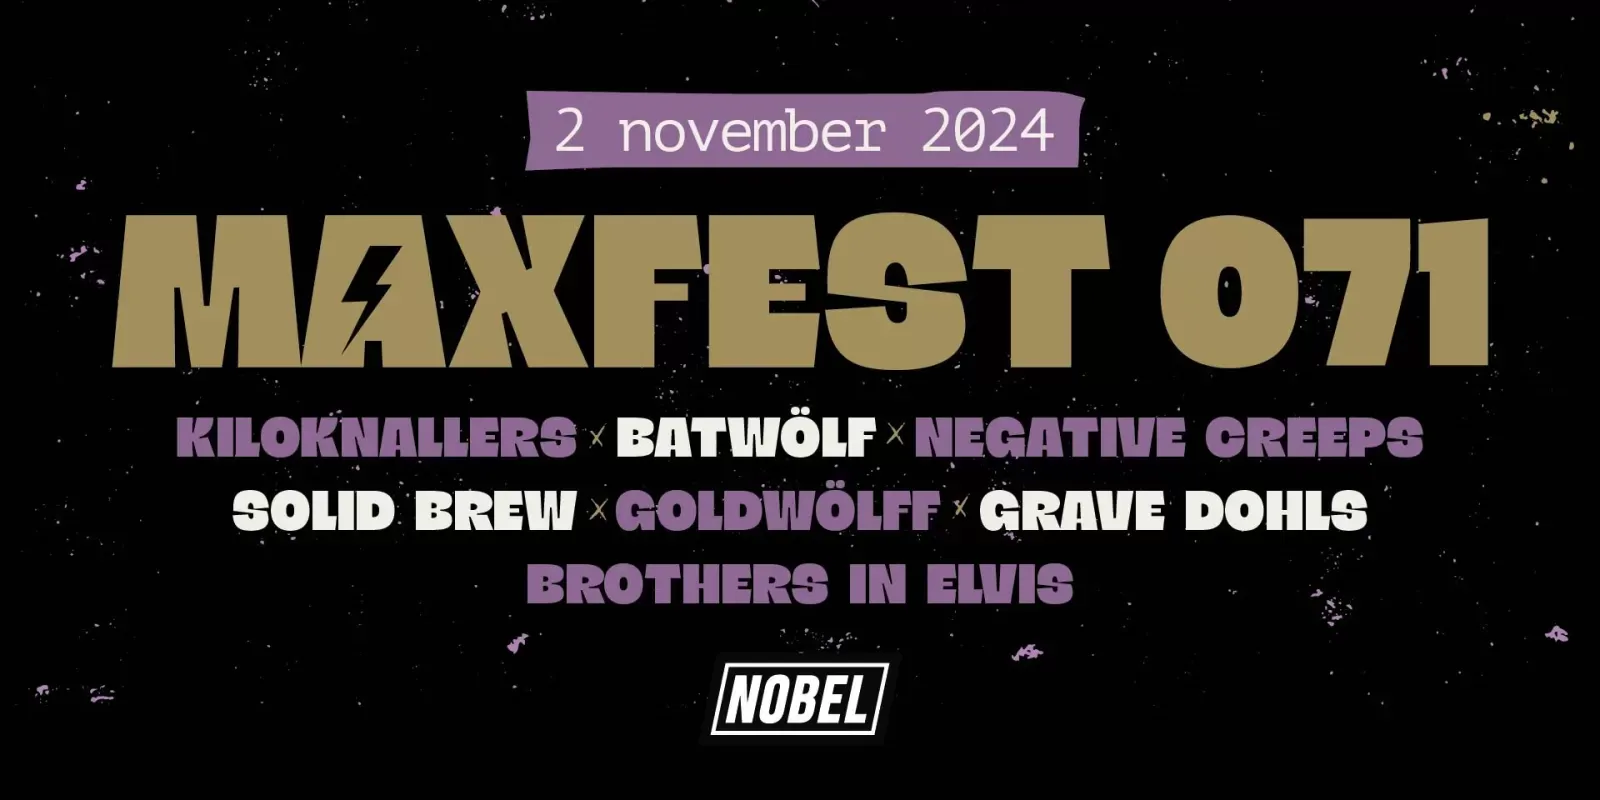 2 november 2024
MAXFEST 071
KILOKNALLERS x BATWÖLF x NEGATIVE CREEPS
SOLID BREW x GOLDWÖLFF x GRAVE DOHLS
BROTHERS IN ELVIS
NOBEL